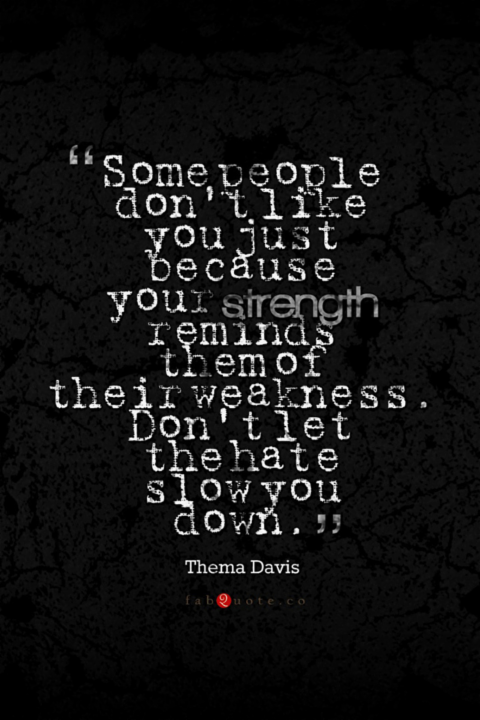 “Some people
don't like
you just
because
your strength
reminds
them of
their weakness.
Don't let
the hate
slow you
down.”
Thema Davis
fabQuote.co